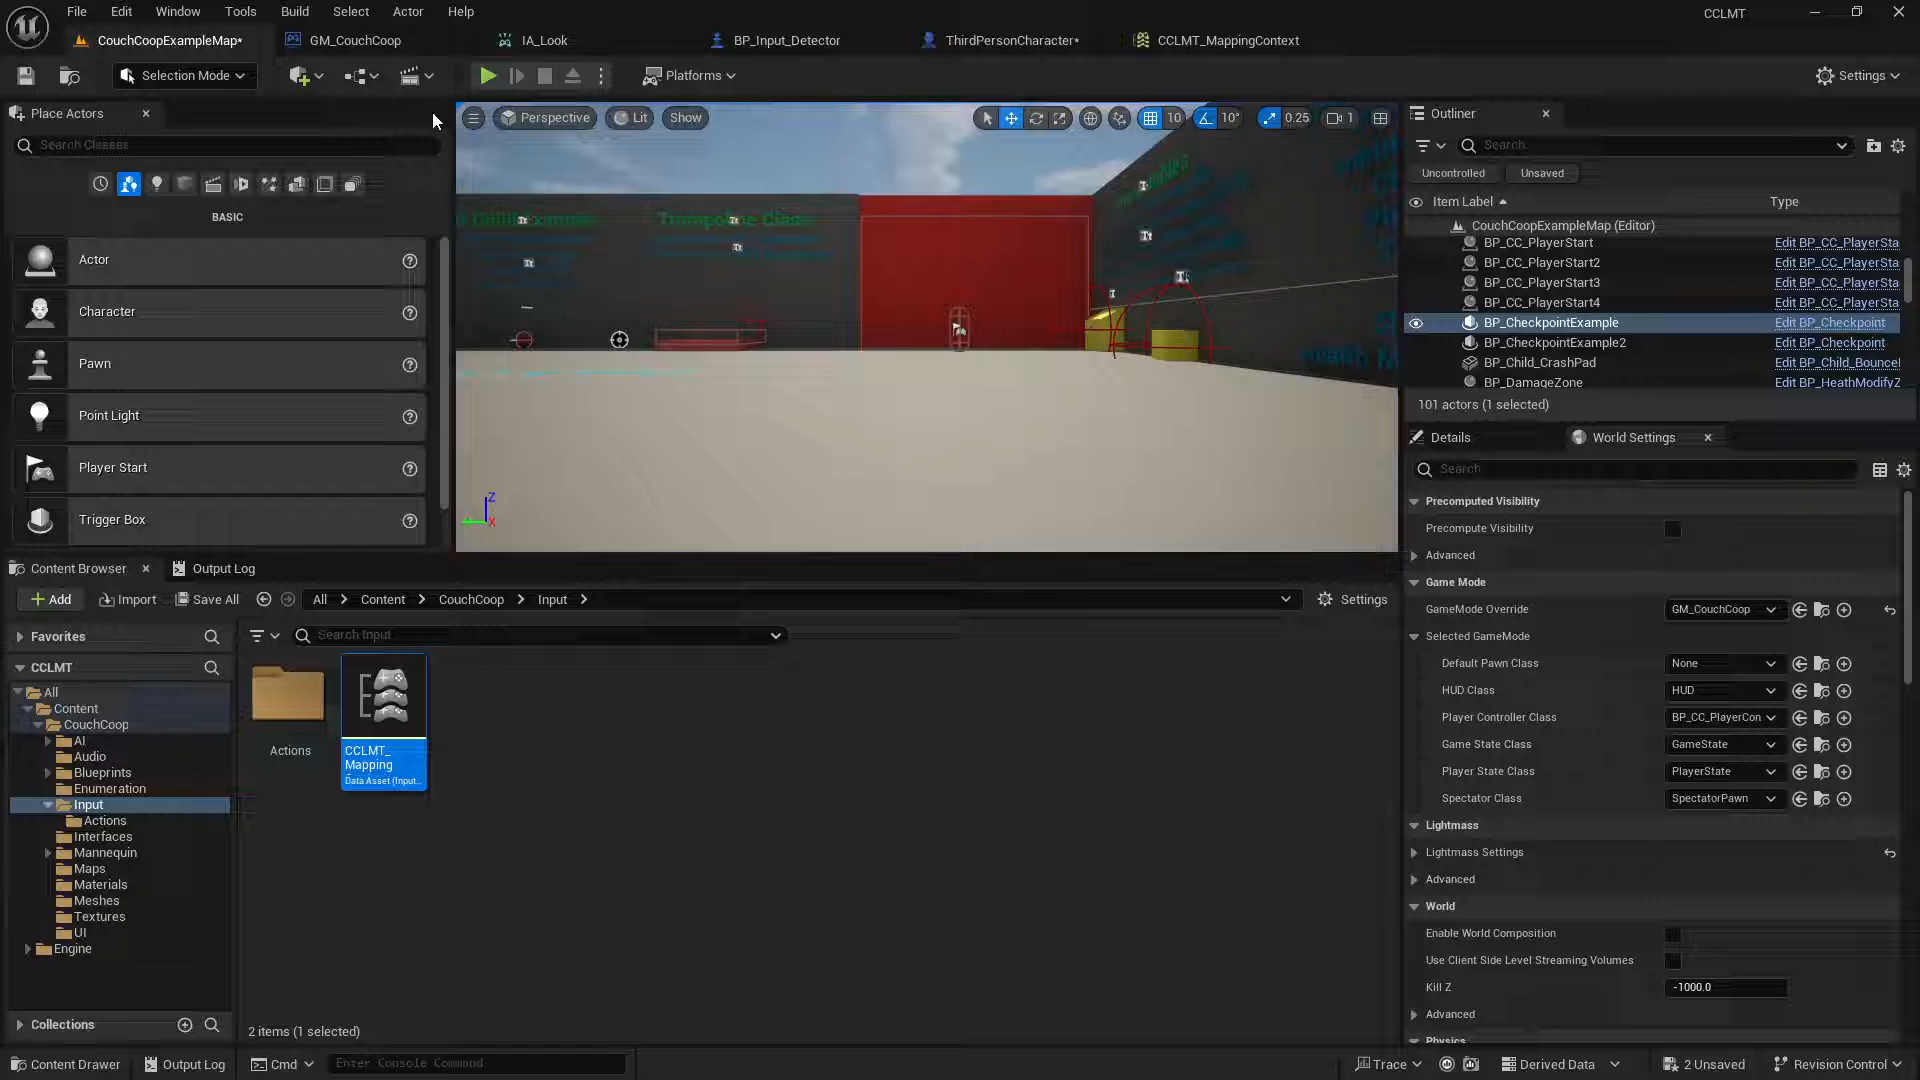 File Edit Window Tools Build Select Actor Help
CCLMT
CouchCoopExampleMap* GM_CouchCoop IA_Look BP_Input_Detector ThirdPersonCharacter* CCLMT_MappingContext
Selection Mode Platforms Settings
Place Actors
Search Classes
BASIC
Actor
Character
Pawn
Point Light
Player Start
Trigger Box
Perspective Lit Show 10 10° 0.25 1
Trampoline Class
Z
X
Outliner
Search
Uncontrolled Unsaved
Item Label Type
CouchCoopExampleMap (Editor)
BP_CC_PlayerStart Edit BP_CC_PlayerSta
BP_CC_PlayerStart2 Edit BP_CC_PlayerSta
BP_CC_PlayerStart3 Edit BP_CC_PlayerSta
BP_CC_PlayerStart4 Edit BP_CC_PlayerSta
BP_CheckpointExample Edit BP_Checkpoint
BP_CheckpointExample2 Edit BP_Checkpoint
BP_Child_CrashPad Edit BP_Child_Bounce
BP_DamageZone Edit BP_HeathModifyZ
101 actors (1 selected)
Details World Settings
Search
Precomputed Visibility
Precompute Visibility
Advanced
Game Mode
GameMode Override GM_CouchCoop
Selected GameMode
Default Pawn Class None
HUD Class HUD
Player Controller Class BP_CC_PlayerCon
Game State Class GameState
Player State Class PlayerState
Spectator Class SpectatorPawn
Lightmass
Lightmass Settings
Advanced
World
Enable World Composition
Use Client Side Level Streaming Volumes
Kill Z -1000.0
Advanced
Physics
Content Browser Output Log
Add Import Save All All Content CouchCoop Input Settings
Favorites
Search Input
CCLMT
All
Content
CouchCoop
AI
Audio
Blueprints
Enumeration
Input
Actions
Interfaces
Mannequin
Maps
Materials
Meshes
Textures
UI
Engine
Collections
Actions
CCLMT_
Mapping
Data Asset (Input...
2 items (1 selected)
Content Drawer Output Log Cmd Enter Console Command Trace Derived Data 2 Unsaved Revision Control